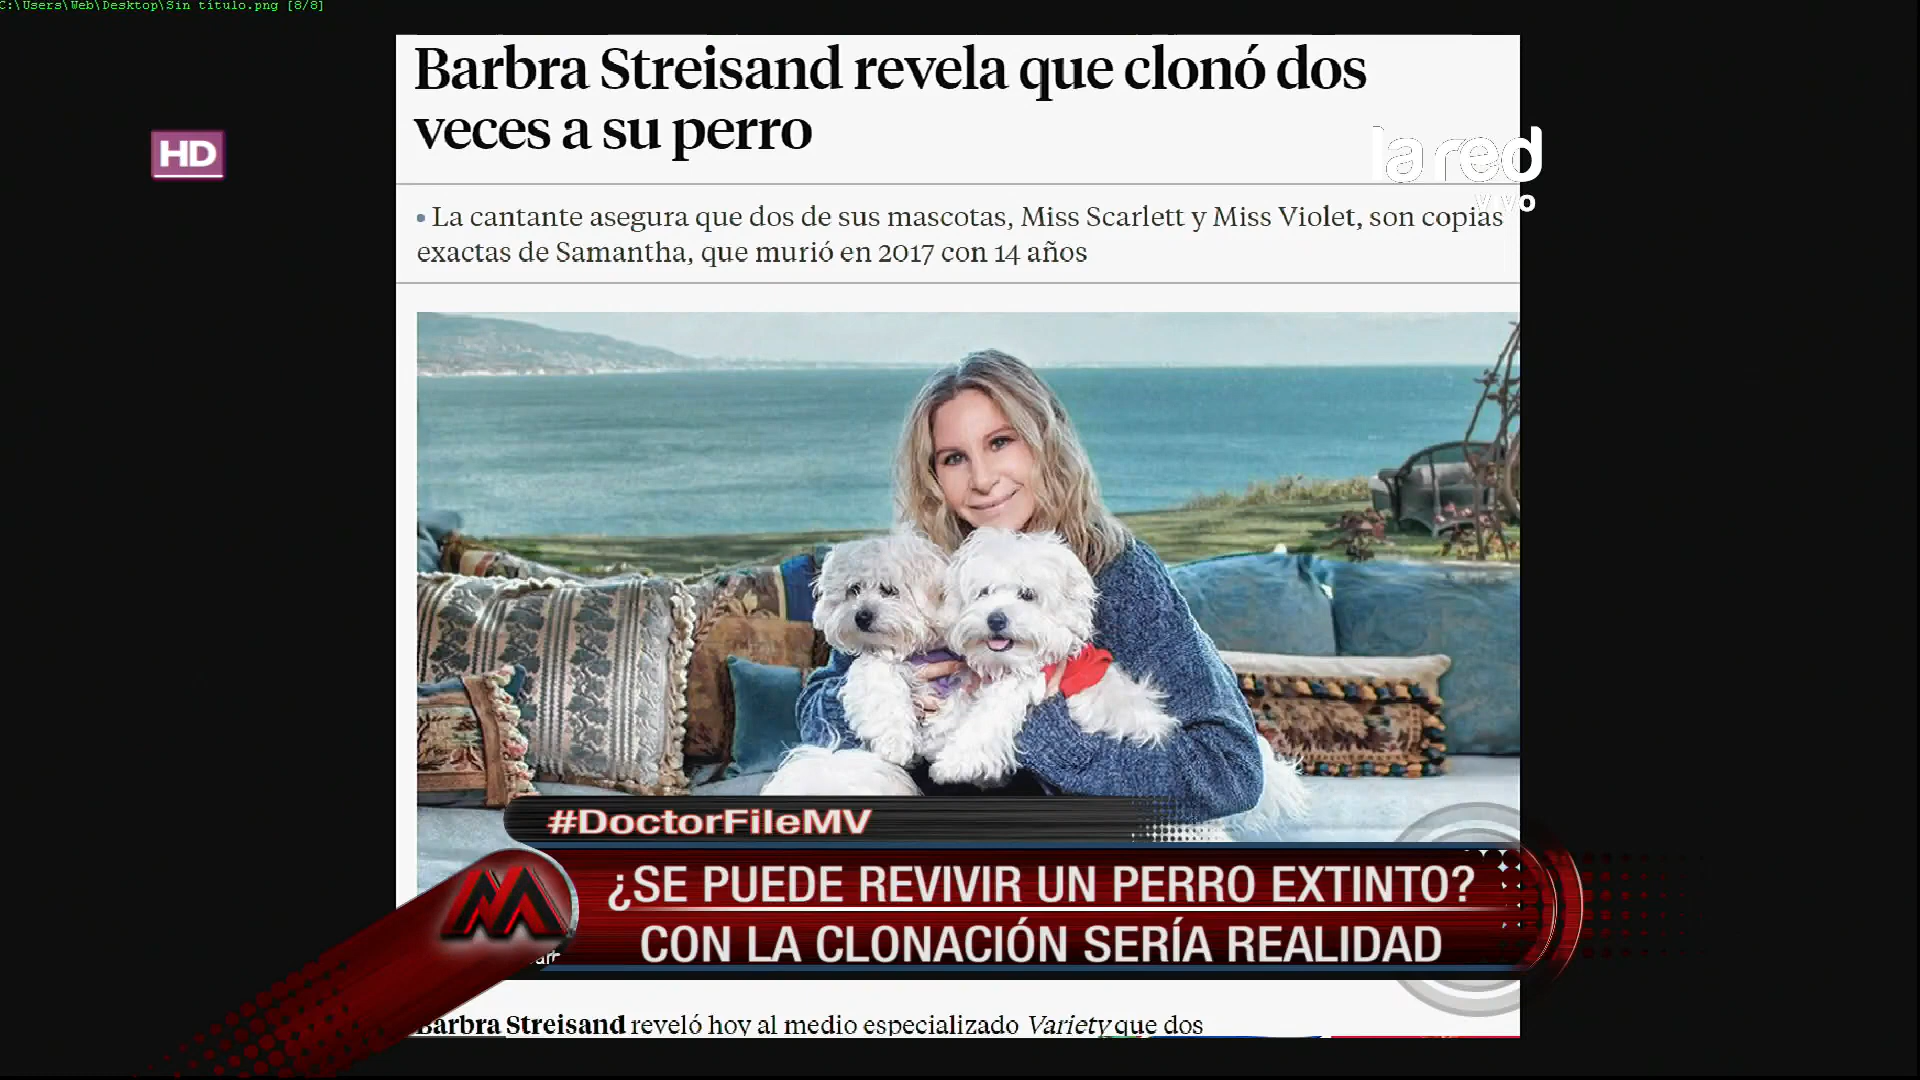 C:\Users\Web\Desktop\Sin título.png [8/8]
Barbra Streisand revela que clonó dos
veces a su perro
HD
la red
vivo
• La cantante asegura que dos de sus mascotas, Miss Scarlett y Miss Violet, son copias
exactas de Samantha, que murió en 2017 con 14 años
#DoctorFileMV
¿SE PUEDE REVIVIR UN PERRO EXTINTO?
CON LA CLONACIÓN SERÍA REALIDAD
Barbra Streisand reveló hoy al medio especializado Variety que dos